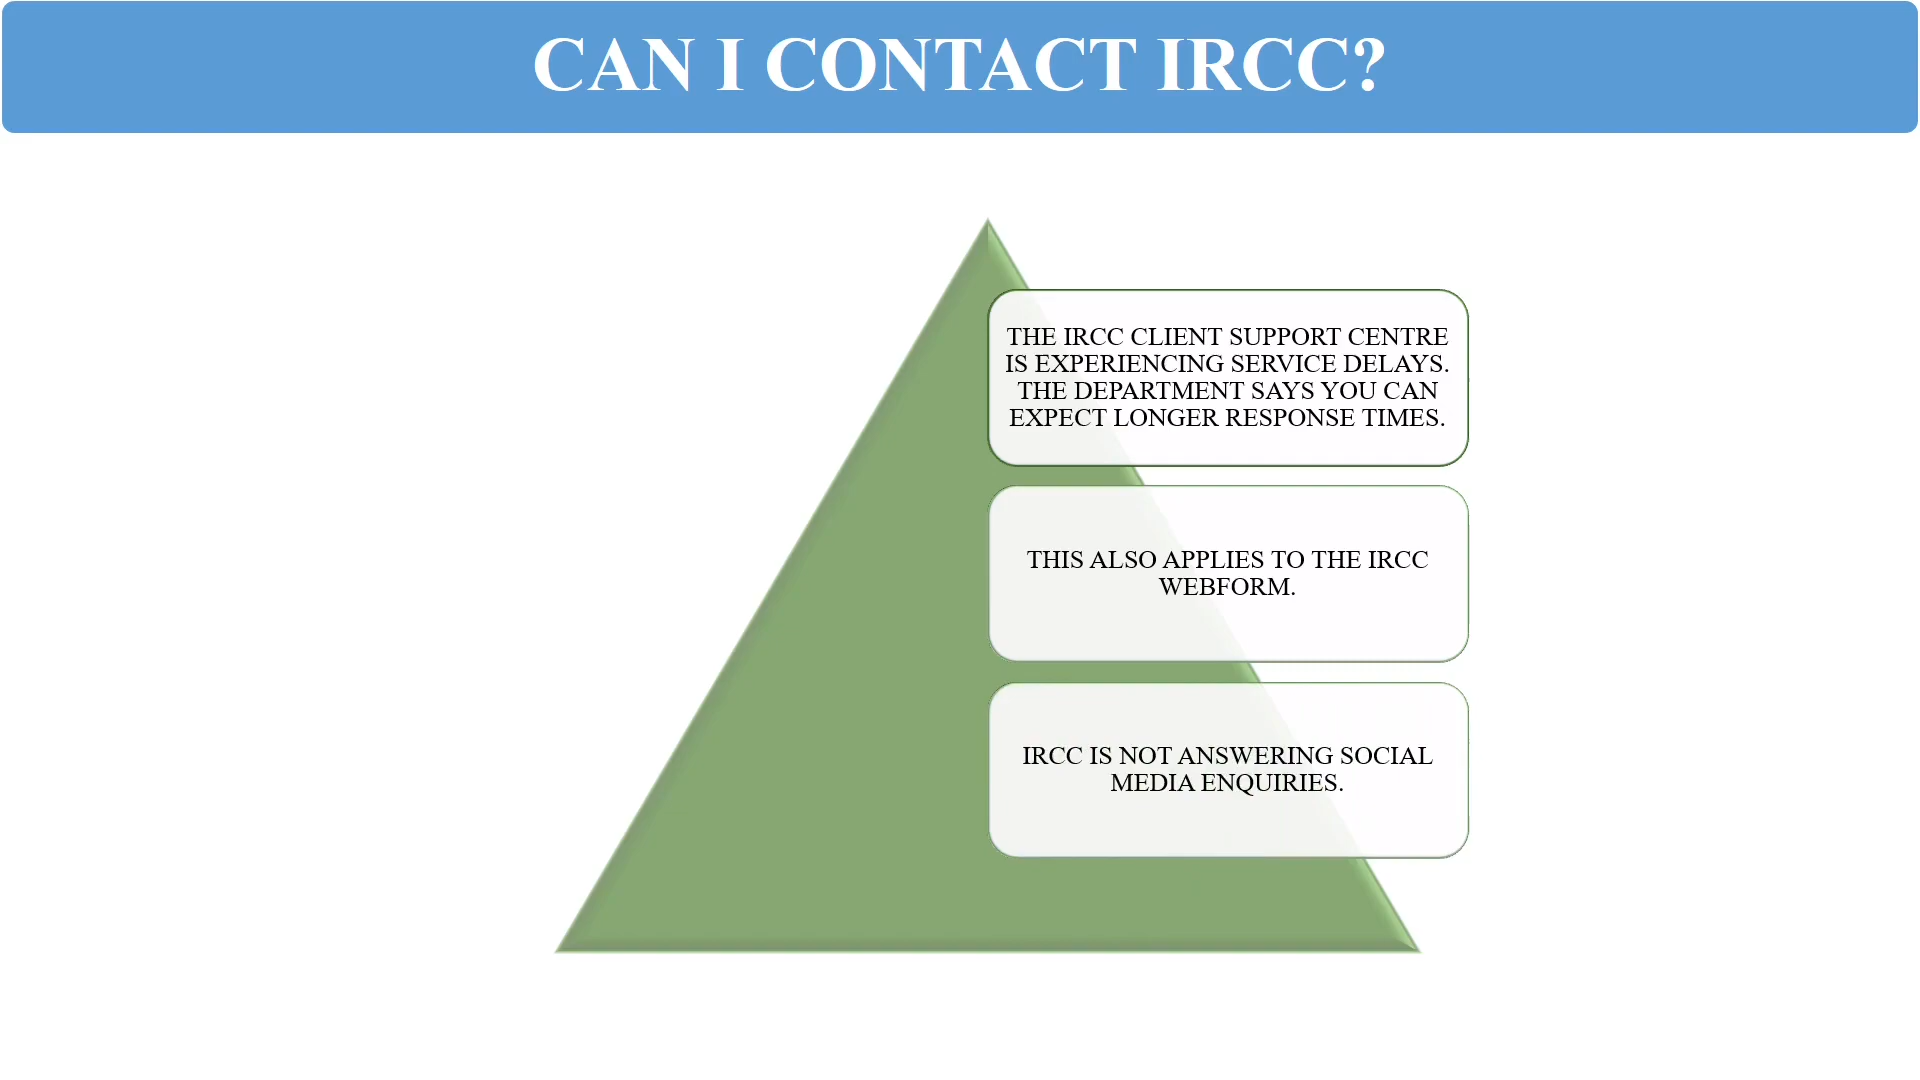 CAN I CONTACT IRCC?
THE IRCC CLIENT SUPPORT CENTRE
IS EXPERIENCING SERVICE DELAYS.
THE DEPARTMENT SAYS YOU CAN
EXPECT LONGER RESPONSE TIMES.
THIS ALSO APPLIES TO THE IRCC
WEBFORM.
IRCC IS NOT ANSWERING SOCIAL
MEDIA ENQUIRIES.